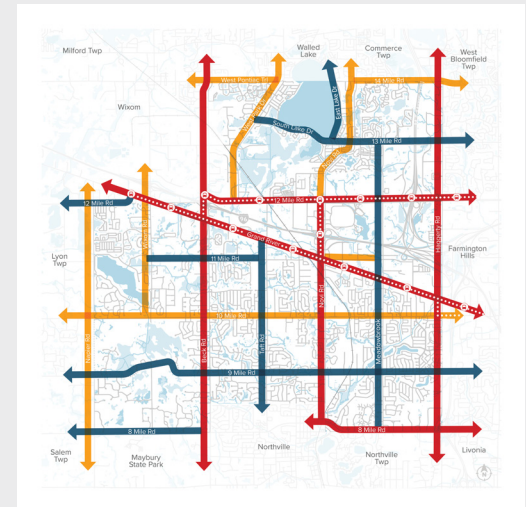 Milford Twp
Walled
Lake
Commerce
Twp
West
Bloomfield
Twp
West Pontiac Trl
14 Mile Rd
Wixom
East Lake Dr
South Lake Dr
13 Mile Rd
12 Mile Rd
12 Mile Rd
Grand River
Haggerty Rd
Lyon
Twp
Farmington
Hills
11 Mile Rd
Novi Rd
10 Mile Rd
Beck Rd
Taft Rd
Meadowbrook
Napier Rd
9 Mile Rd
8 Mile Rd
8 Mile Rd
Salem
Twp
Maybury
State Park
Northville
Northville
Twp
Livonia